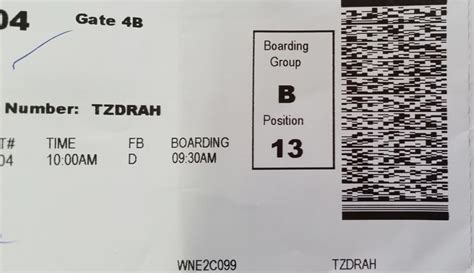 04 Gate 4B
Boarding
Group
B
Position
13
Number: TZDRAH
T# TIME FB BOARDING
04 10:00AM D 09:30AM
WNE2C099 TZDRAH